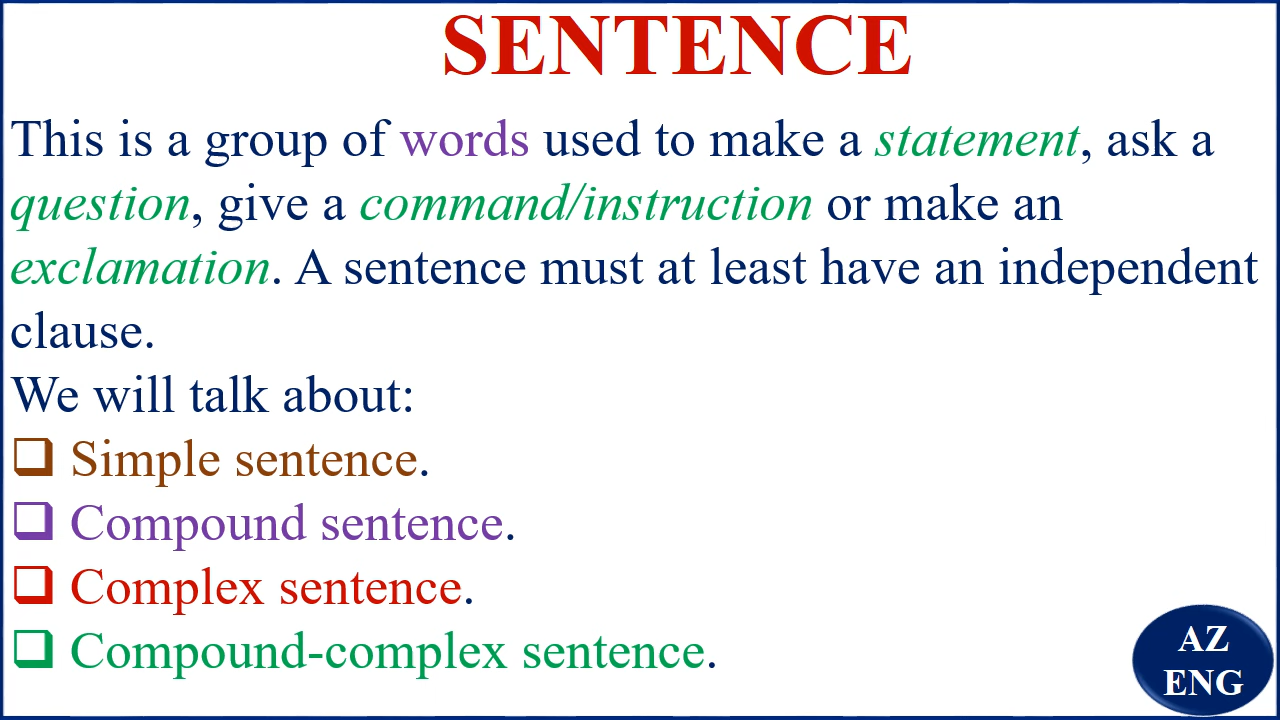 SENTENCE
This is a group of words used to make a statement, ask a
question, give a command/instruction or make an
exclamation. A sentence must at least have an independent
clause.
We will talk about:
❑ Simple sentence.
❑ Compound sentence.
❑ Complex sentence.
❑ Compound-complex sentence.
AZ
ENG